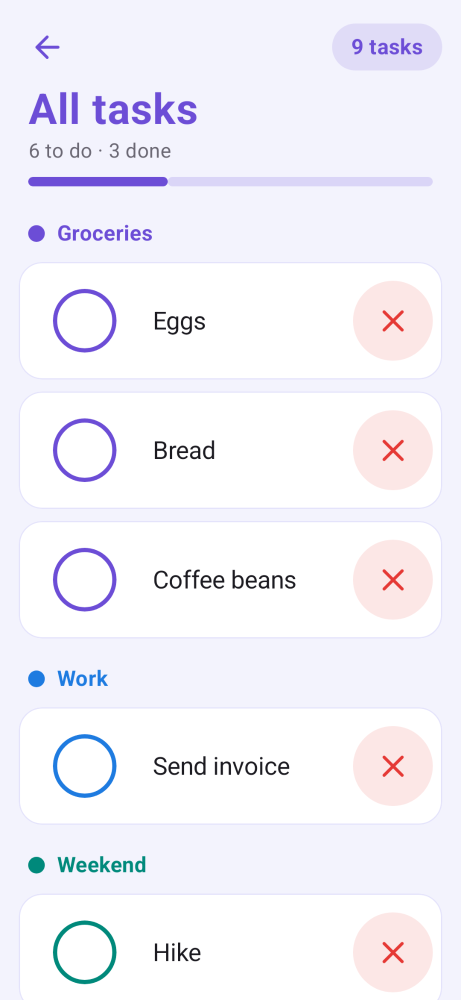 9 tasks
All tasks
6 to do · 3 done
Groceries
Eggs
Bread
Coffee beans
Work
Send invoice
Weekend
Hike